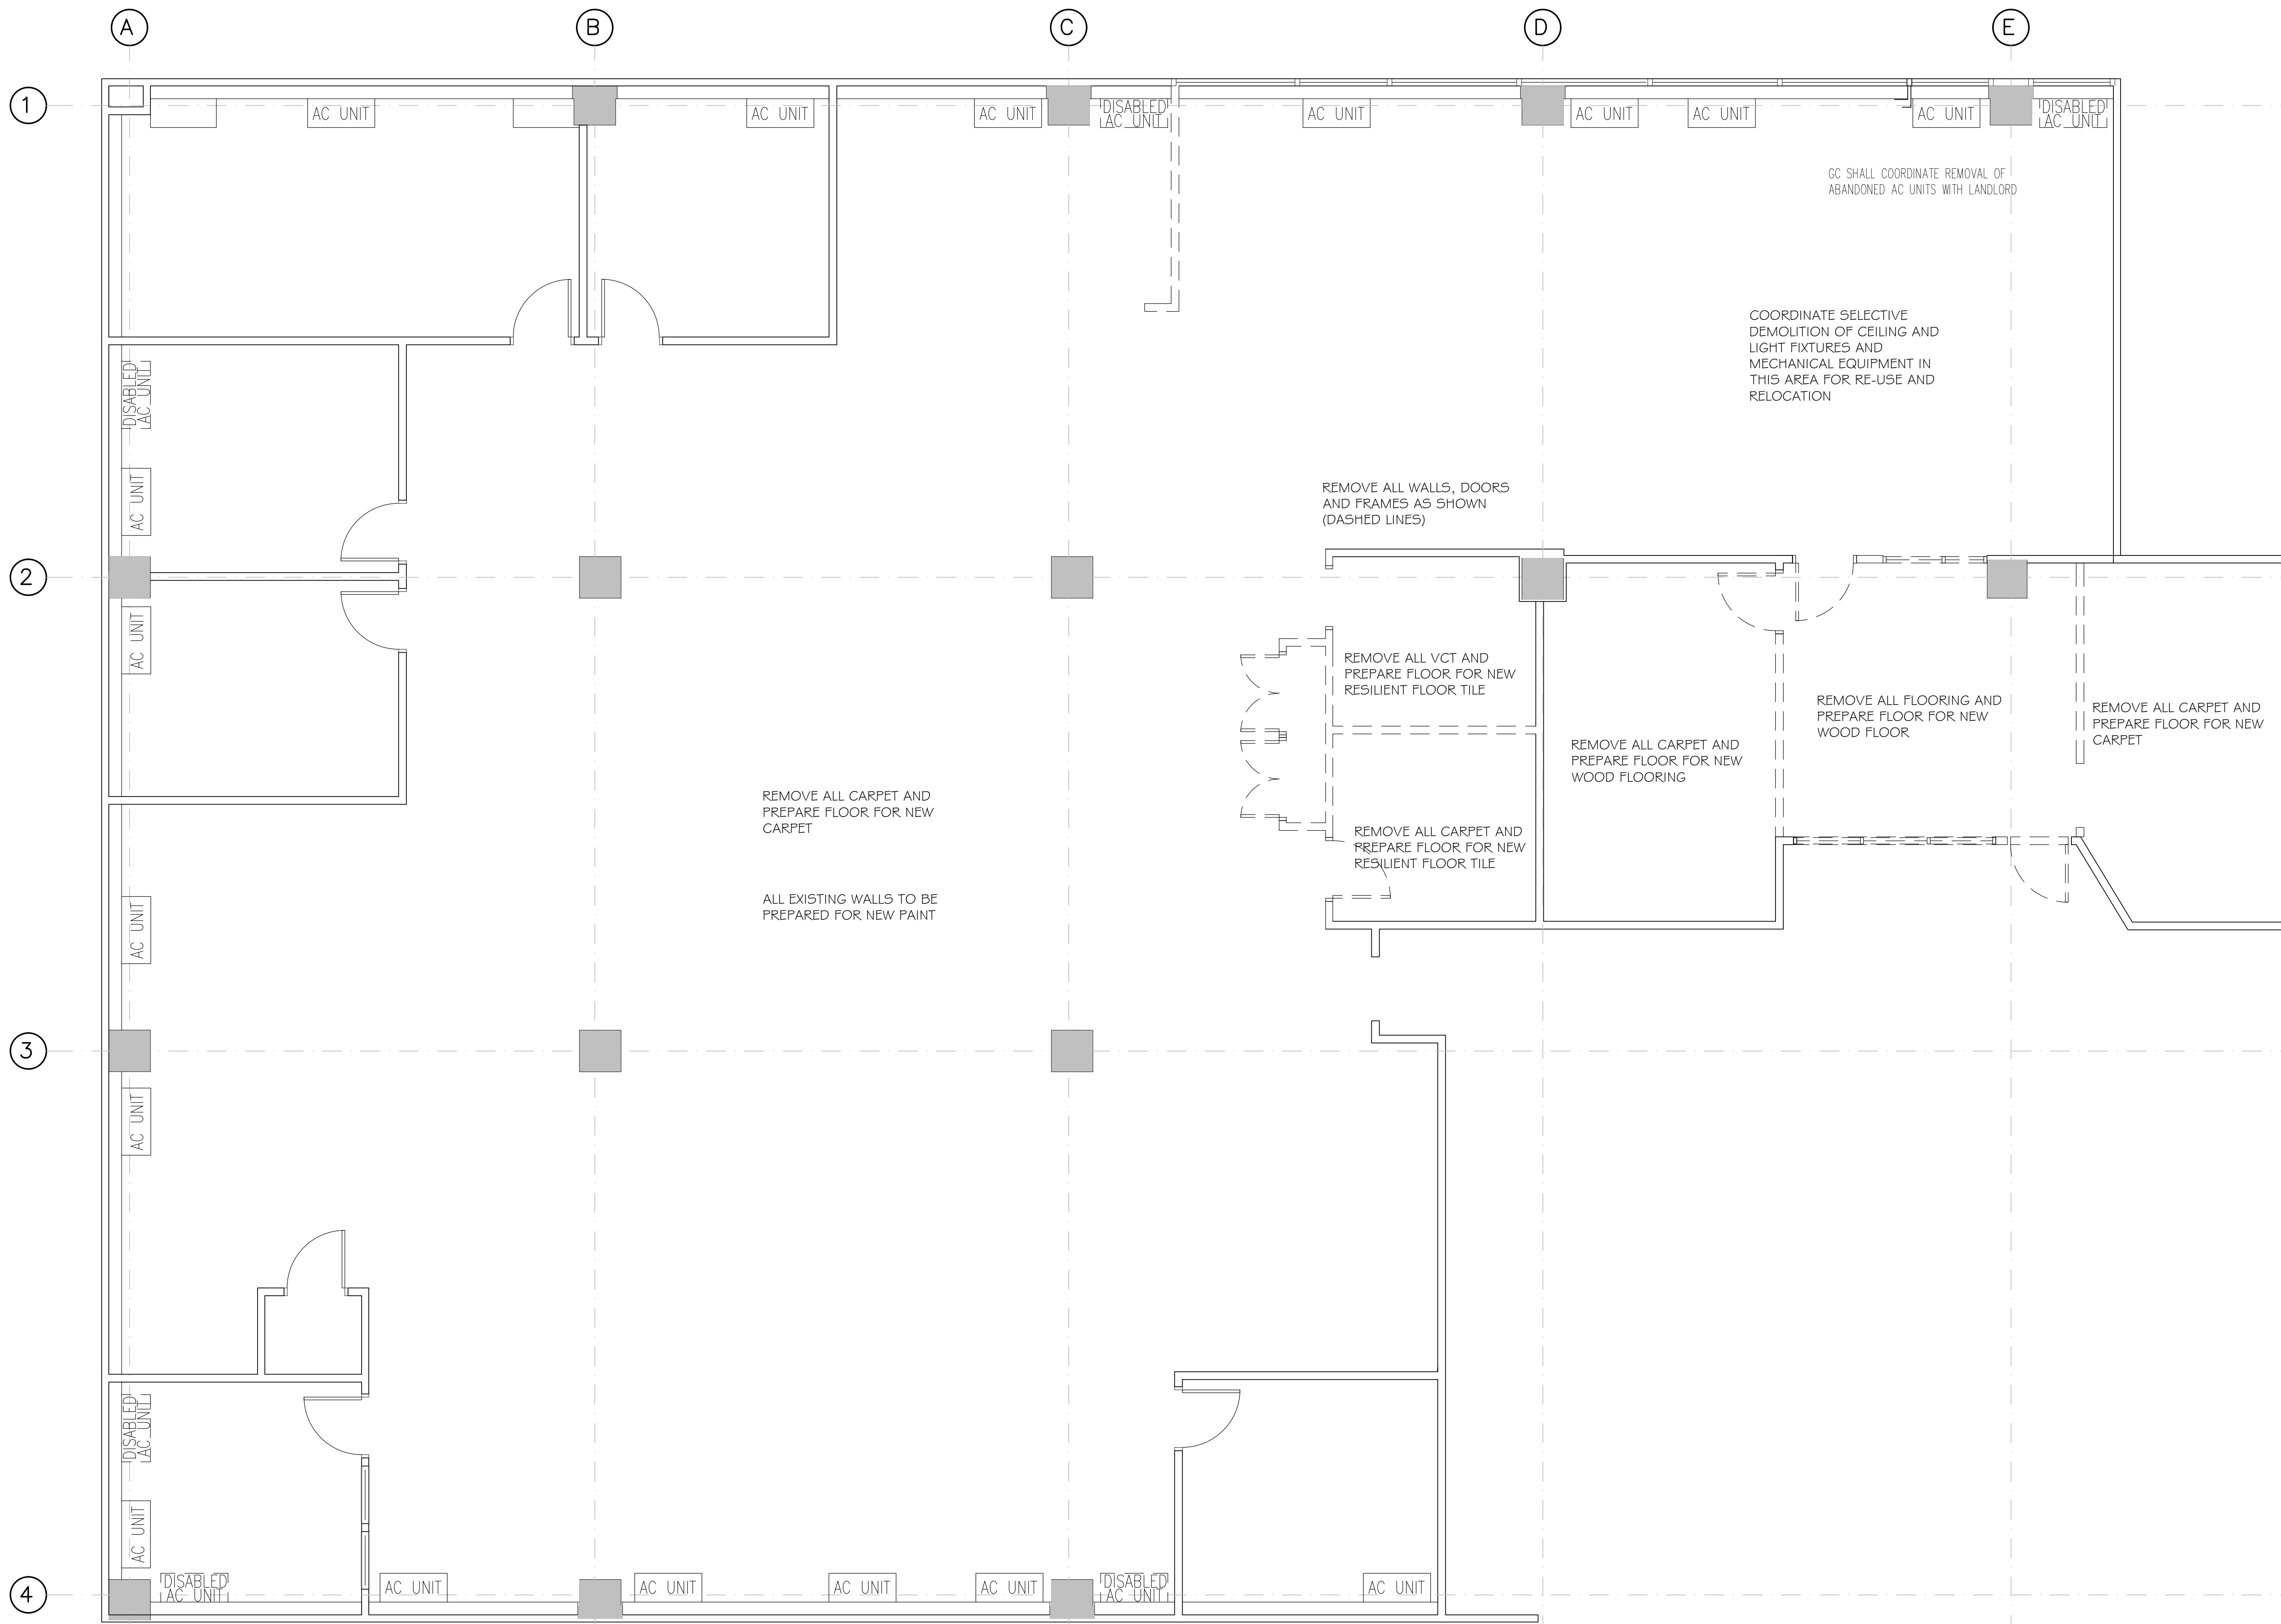 A
B
C
D
E
1
AC UNIT
AC UNIT
AC UNIT
DISABLED
AC UNIT
AC UNIT
AC UNIT
AC UNIT
AC UNIT
DISABLED
AC UNIT
GC SHALL COORDINATE REMOVAL OF
ABANDONED AC UNITS WITH LANDLORD
COORDINATE SELECTIVE
DEMOLITION OF CEILING AND
LIGHT FIXTURES AND
MECHANICAL EQUIPMENT IN
THIS AREA FOR RE-USE AND
RELOCATION
DISABLED
AC UNIT
AC UNIT
REMOVE ALL WALLS, DOORS
AND FRAMES AS SHOWN
(DASHED LINES)
2
AC UNIT
REMOVE ALL VCT AND
PREPARE FLOOR FOR NEW
RESILIENT FLOOR TILE
REMOVE ALL CARPET AND
PREPARE FLOOR FOR NEW
WOOD FLOORING
REMOVE ALL FLOORING AND
PREPARE FLOOR FOR NEW
WOOD FLOOR
REMOVE ALL CARPET AND
PREPARE FLOOR FOR NEW
CARPET
REMOVE ALL CARPET AND
PREPARE FLOOR FOR NEW
CARPET
REMOVE ALL CARPET AND
PREPARE FLOOR FOR NEW
RESILIENT FLOOR TILE
ALL EXISTING WALLS TO BE
PREPARED FOR NEW PAINT
AC UNIT
3
AC UNIT
DISABLED
AC UNIT
AC UNIT
4
DISABLED
AC UNIT
AC UNIT
AC UNIT
AC UNIT
AC UNIT
DISABLED
AC UNIT
AC UNIT